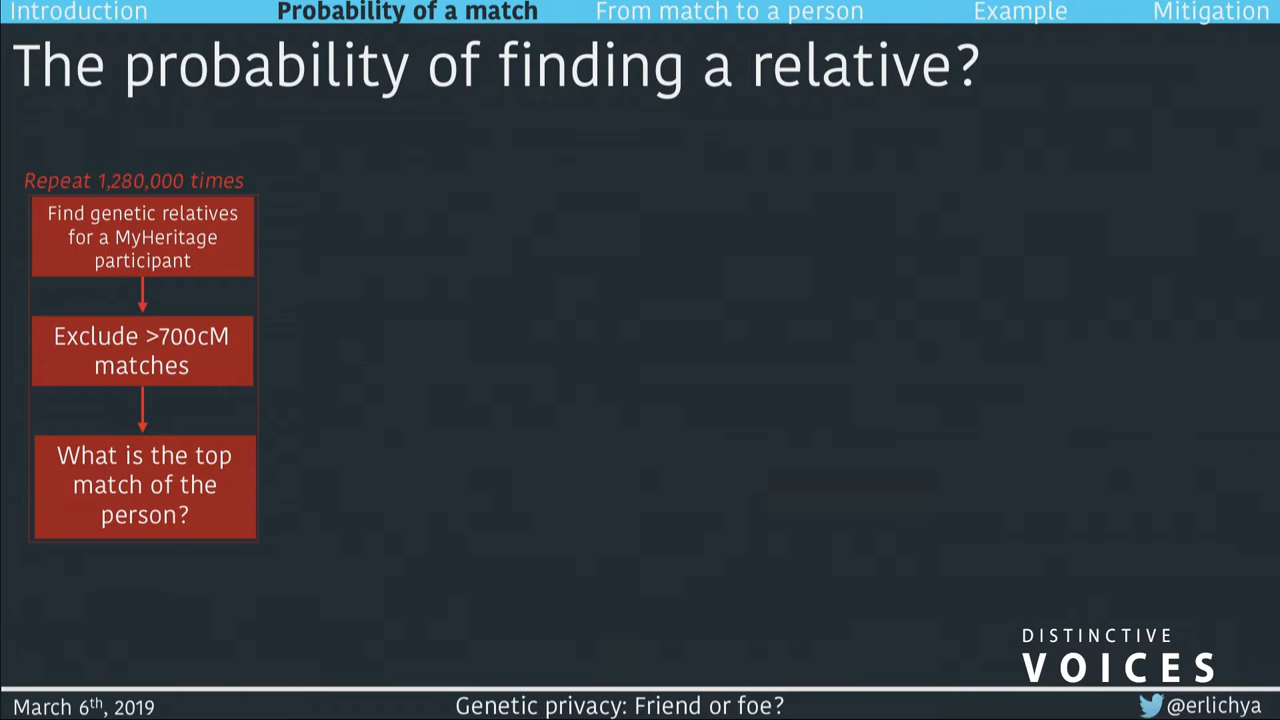 Introduction Probability of a match From match to a person Example Mitigation
The probability of finding a relative?
Repeat 1,280,000 times
Find genetic relatives
for a MyHeritage
participant
Exclude >700cM
matches
What is the top
match of the
person?
DISTINCTIVE
VOICES
March 6th, 2019 Genetic privacy: Friend or foe? @erlichya